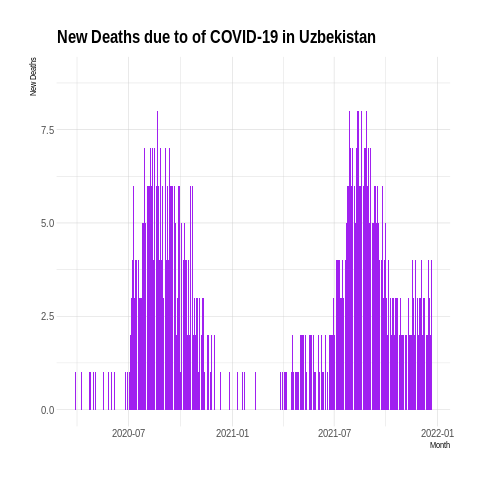 New Deaths due to of COVID-19 in Uzbekistan
New Deaths
7.5
5.0
2.5
0.0
2020-07 2021-01 2021-07 2022-01
Month